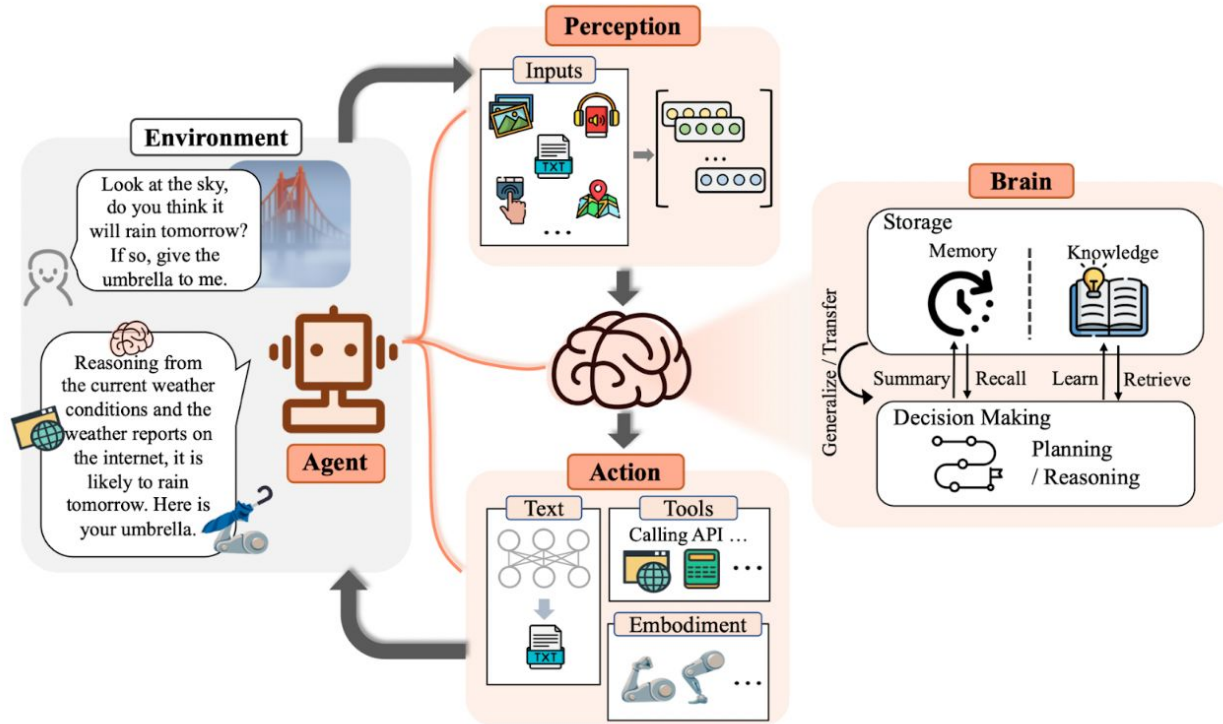 Perception
Inputs
TXT
...
...
Environment
Look at the sky,
do you think it
will rain tomorrow?
If so, give the
umbrella to me.
Reasoning from
the current weather
conditions and the
weather reports on
the internet, it is
likely to rain
tomorrow. Here is
your umbrella.
Agent
Action
Text
TXT
Tools
Calling API ...
...
Embodiment
...
Brain
Storage
Memory
Knowledge
Generalize / Transfer
Summary
Recall
Learn
Retrieve
Decision Making
Planning
/ Reasoning